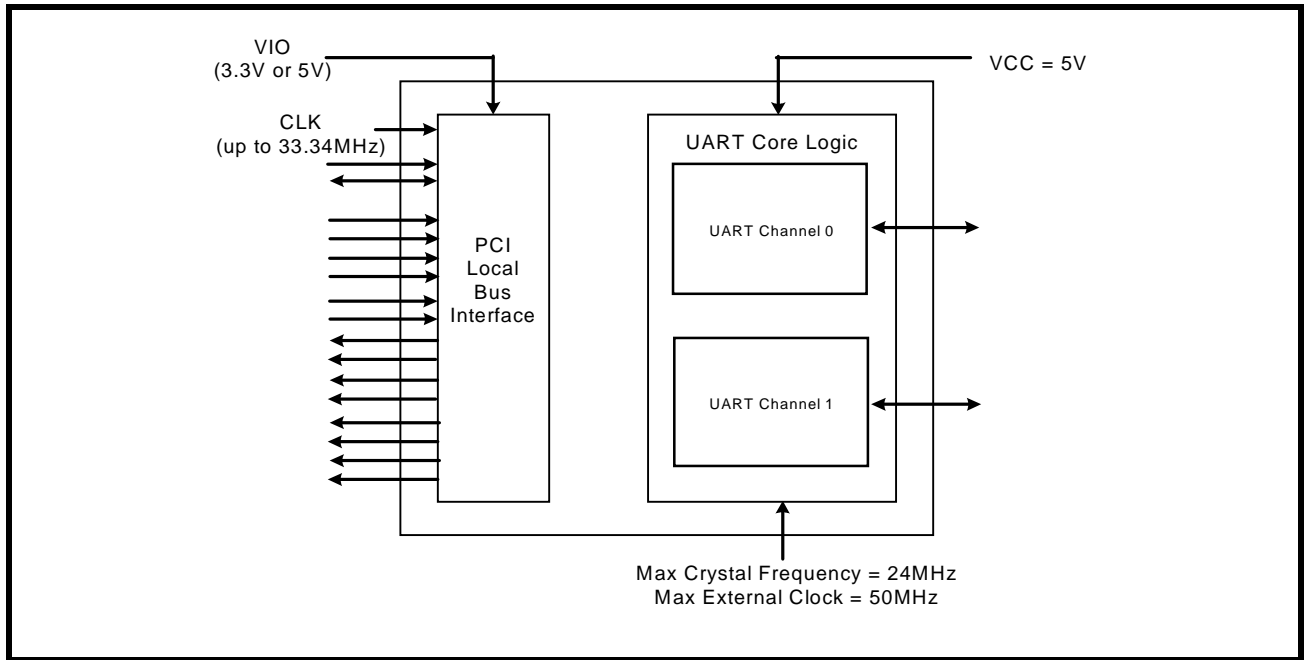 VIO
(3.3V or 5V)
VCC = 5V
CLK
(up to 33.34MHz)
UART Core Logic
UART Channel 0
PCI
Local
Bus
Interface
UART Channel 1
Max Crystal Frequency = 24MHz
Max External Clock = 50MHz